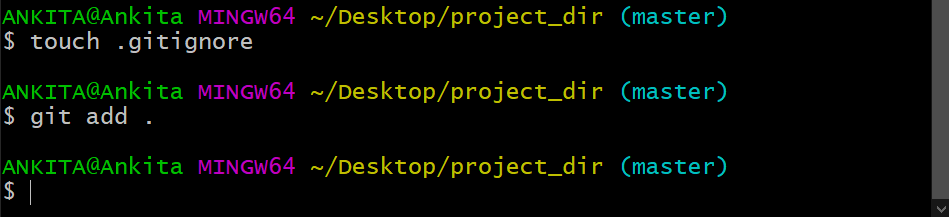 ANKITA@Ankita MINGW64 ~/Desktop/project_dir (master)
$ touch .gitignore
ANKITA@Ankita MINGW64 ~/Desktop/project_dir (master)
$ git add .
ANKITA@Ankita MINGW64 ~/Desktop/project_dir (master)
$